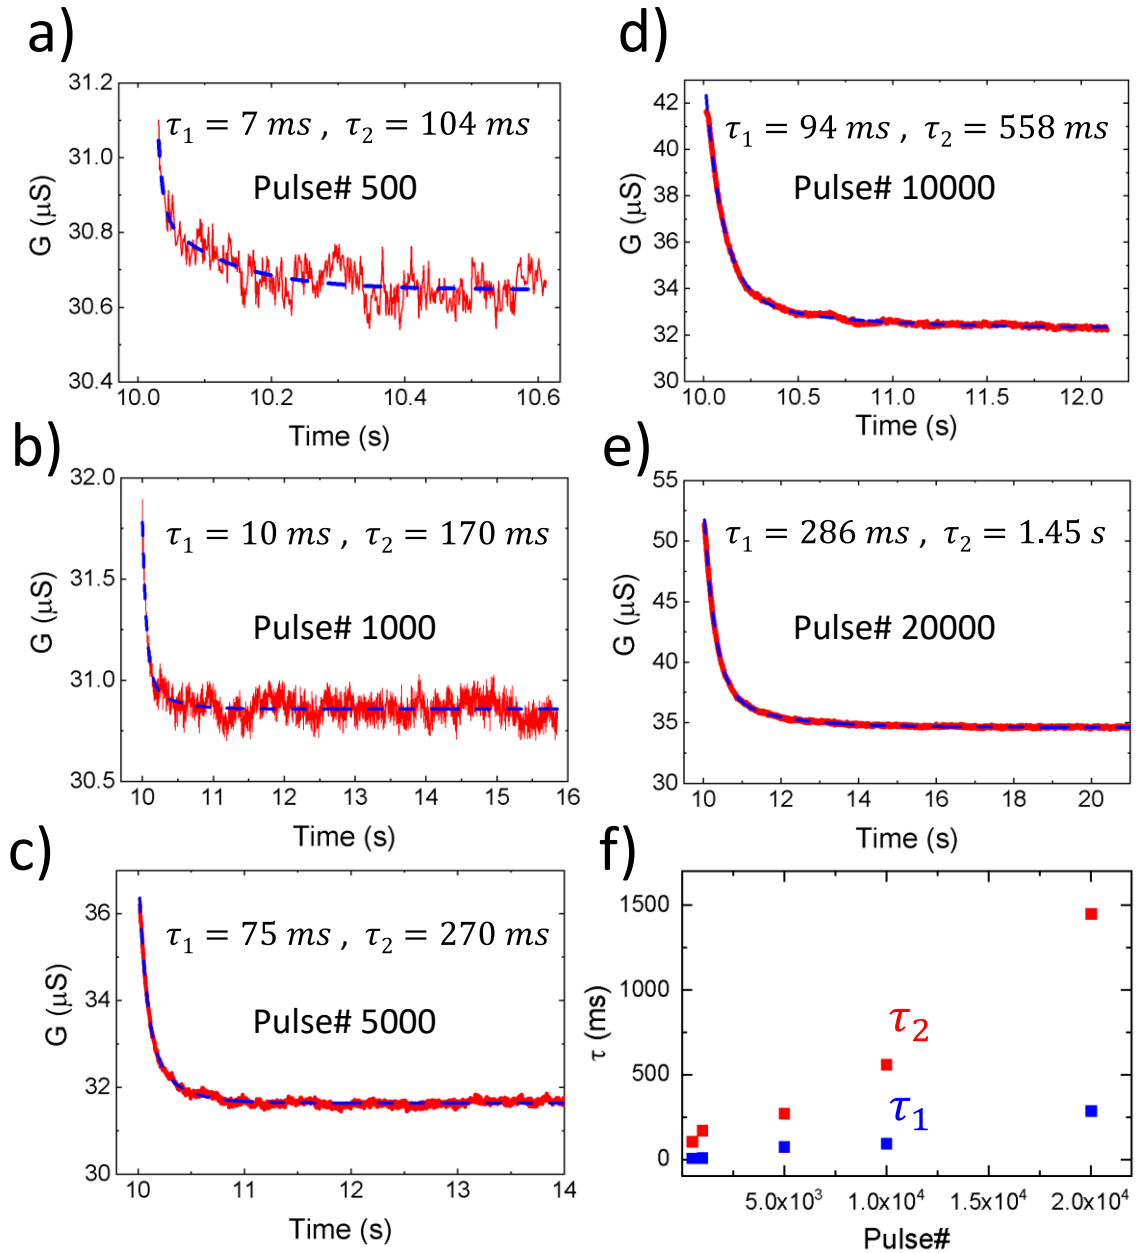 a)
31.2
31.0
30.8
30.6
30.4
G (μS)
τ₁ = 7 ms , τ₂ = 104 ms
Pulse# 500
10.0 10.2 10.4 10.6
Time (s)
b)
32.0
31.5
31.0
30.5
G (μS)
τ₁ = 10 ms , τ₂ = 170 ms
Pulse# 1000
10 11 12 13 14 15 16
Time (s)
c)
36
34
32
30
G (μS)
τ₁ = 75 ms , τ₂ = 270 ms
Pulse# 5000
10 11 12 13 14
Time (s)
d)
42
40
38
36
34
32
30
G (μS)
τ₁ = 94 ms , τ₂ = 558 ms
Pulse# 10000
10.0 10.5 11.0 11.5 12.0
Time (s)
e)
55
50
45
40
35
30
G (μS)
τ₁ = 286 ms , τ₂ = 1.45 s
Pulse# 20000
10 12 14 16 18 20
Time (s)
f)
1500
1000
500
0
τ (ms)
τ₂
τ₁
5.0x10³ 1.0x10⁴ 1.5x10⁴ 2.0x10⁴
Pulse#